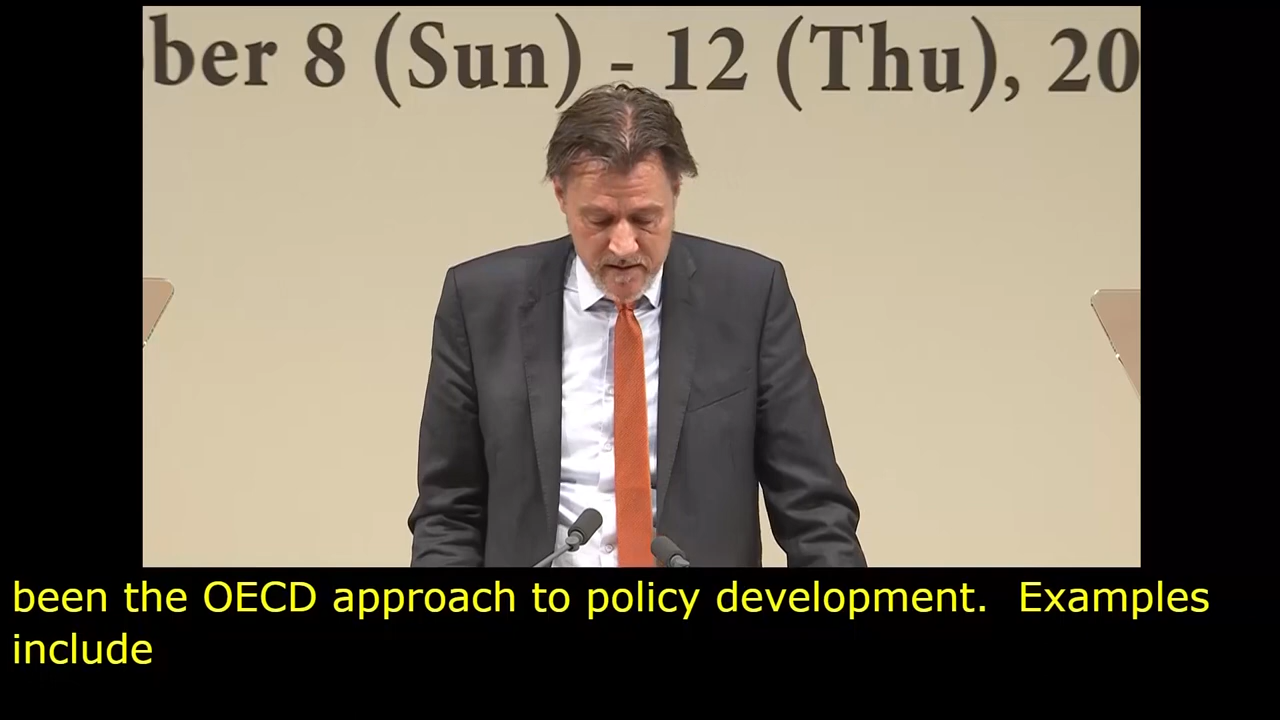 ber 8 (Sun) - 12 (Thu), 20
been the OECD approach to policy development.  Examples
include